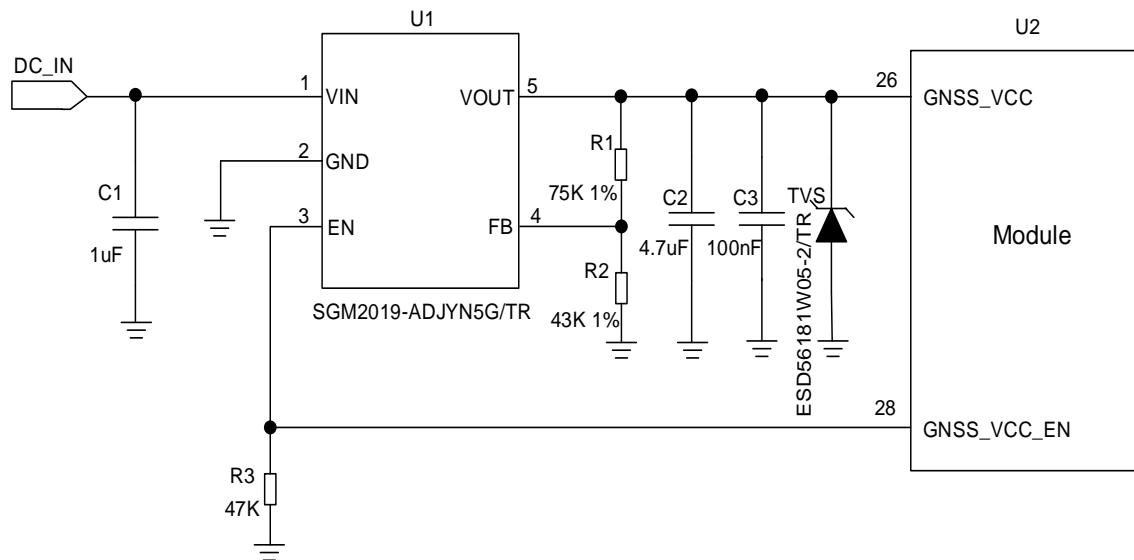 U1
U2
DC_IN
1
VIN
VOUT
5
26
GNSS_VCC
2
GND
R1
75K 1%
C1
1uF
3
EN
FB
4
C2
4.7uF
C3
100nF
TVS
ESD56181W05-2/TR
Module
R2
43K 1%
SGM2019-ADJYN5G/TR
28
GNSS_VCC_EN
R3
47K